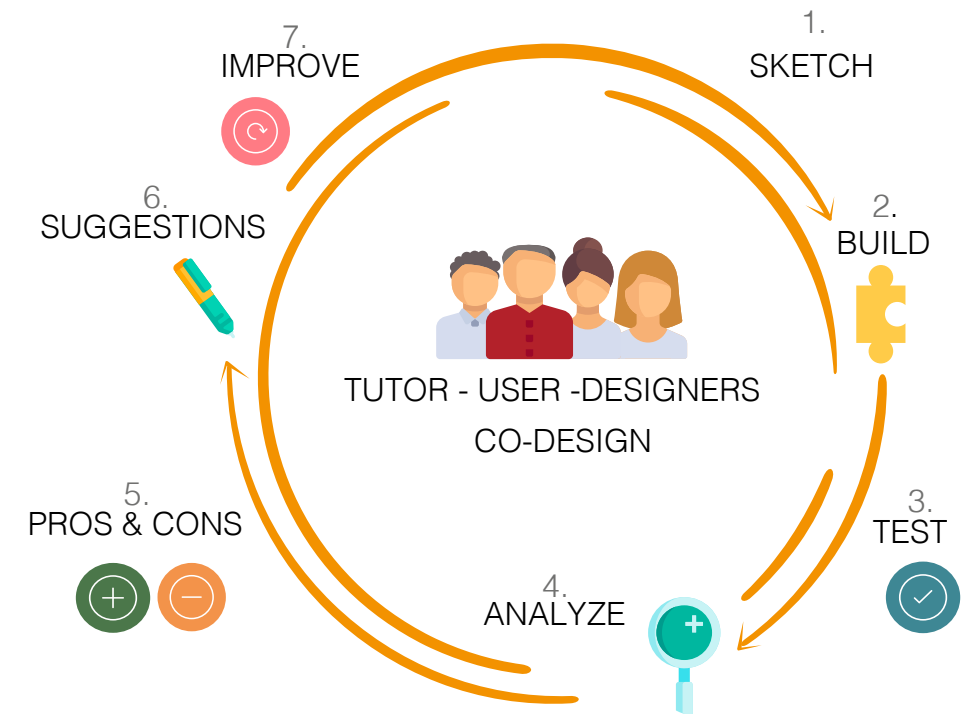 1.
SKETCH
2.
BUILD
3.
TEST
4.
ANALYZE
5.
PROS & CONS
6.
SUGGESTIONS
7.
IMPROVE
TUTOR - USER -DESIGNERS
CO-DESIGN